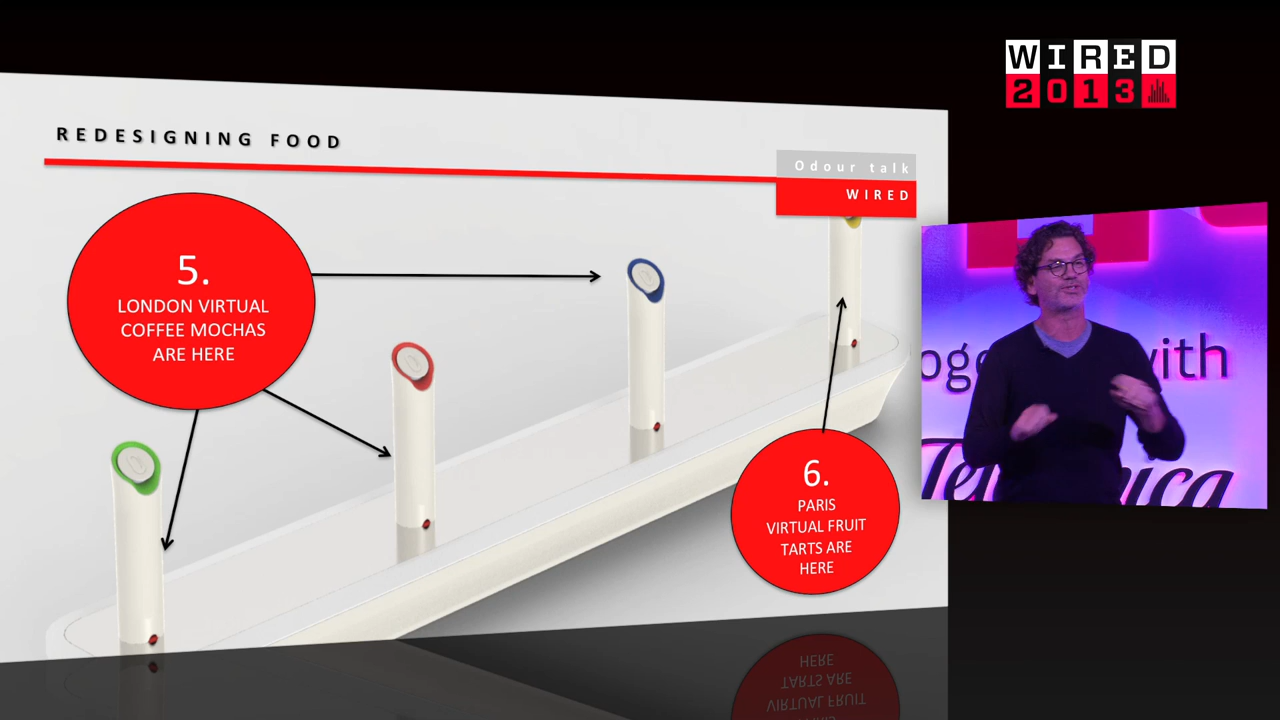 WIRED
2013
REDESIGNING FOOD
Odour talk
WIRED
5.
LONDON VIRTUAL
COFFEE MOCHAS
ARE HERE
6.
PARIS
VIRTUAL FRUIT
TARTS ARE
HERE